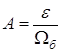 A = ε / Ω_б